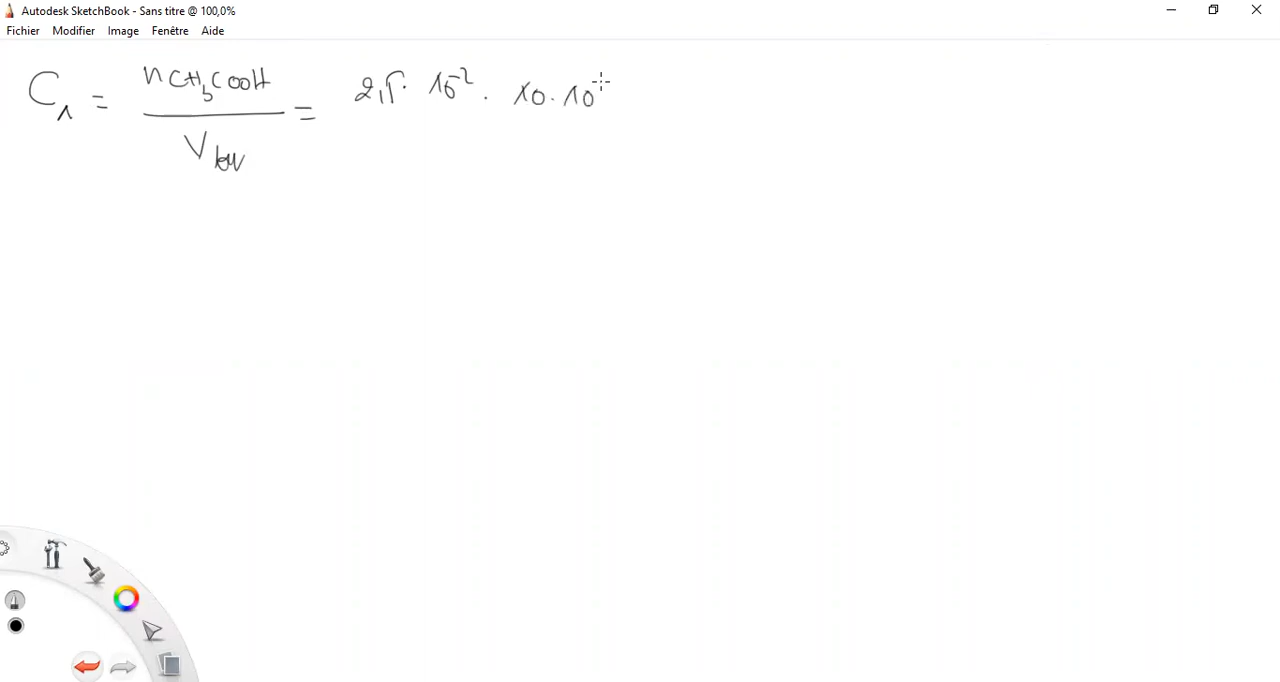 Autodesk SketchBook - Sans titre @ 100,0%
Fichier Modifier Image Fenêtre Aide
C₁ = nCH₃COOH / V = 2,5 · 10⁻² · 10 · 10⁻